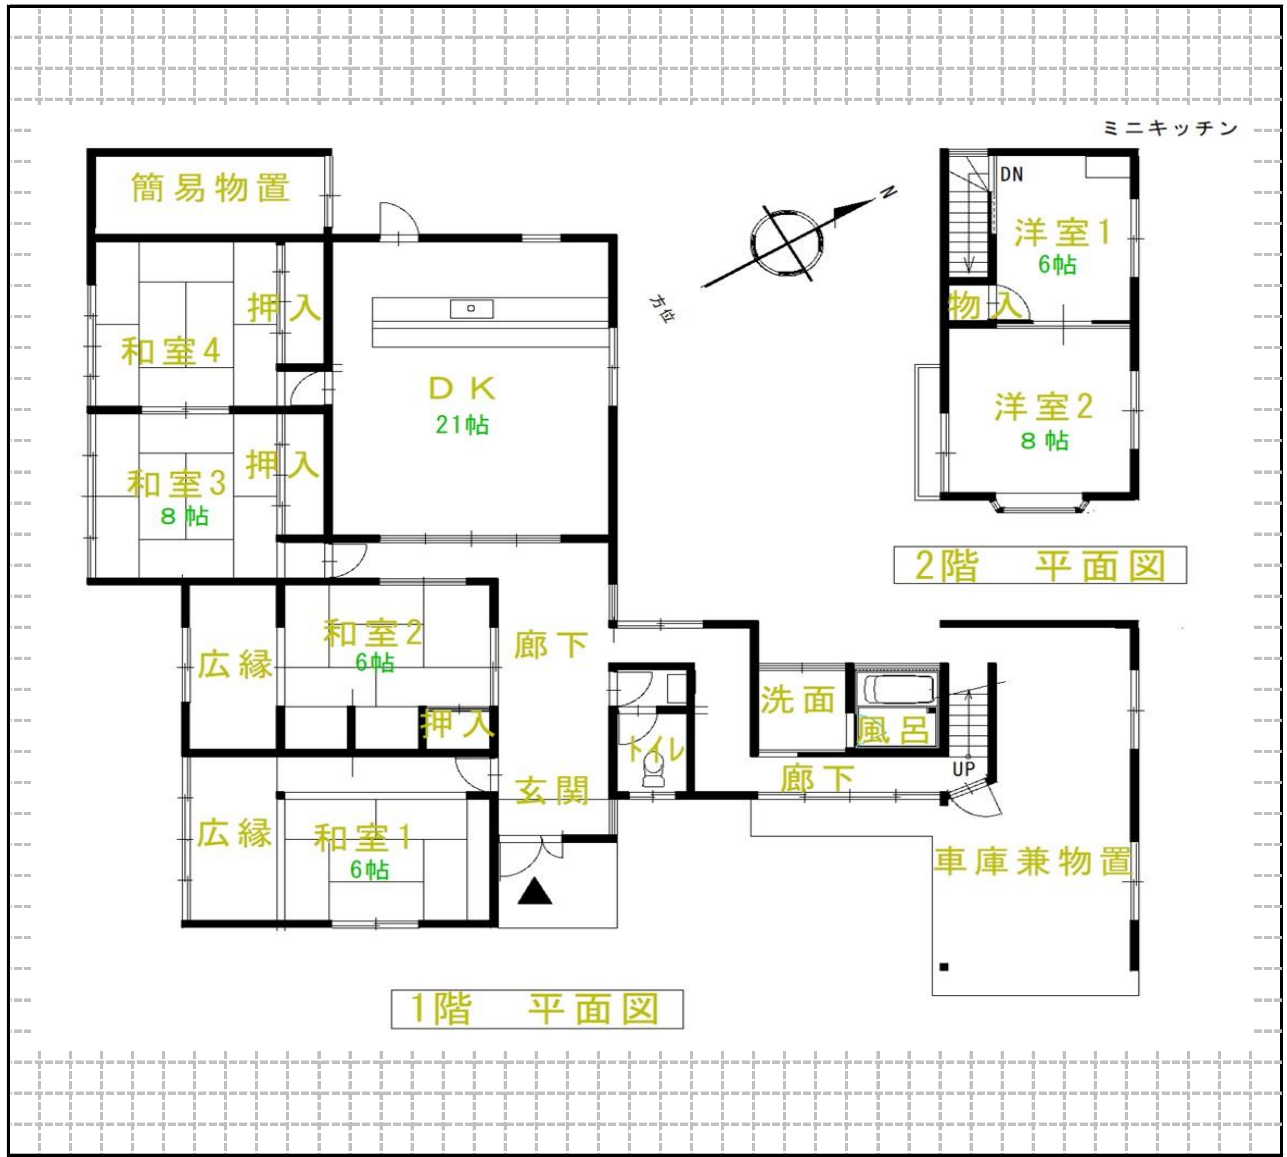 ミニキッチン
簡易物置
DN
N
洋室1
6帖
方位
物入
押入
和室4
DK
21帖
洋室2
8帖
押入
和室3
8帖
2階 平面図
和室2
6帖
廊下
広縁
押入
洗面
風呂
トイレ
UP
廊下
玄関
広縁
和室1
6帖
車庫兼物置
1階 平面図